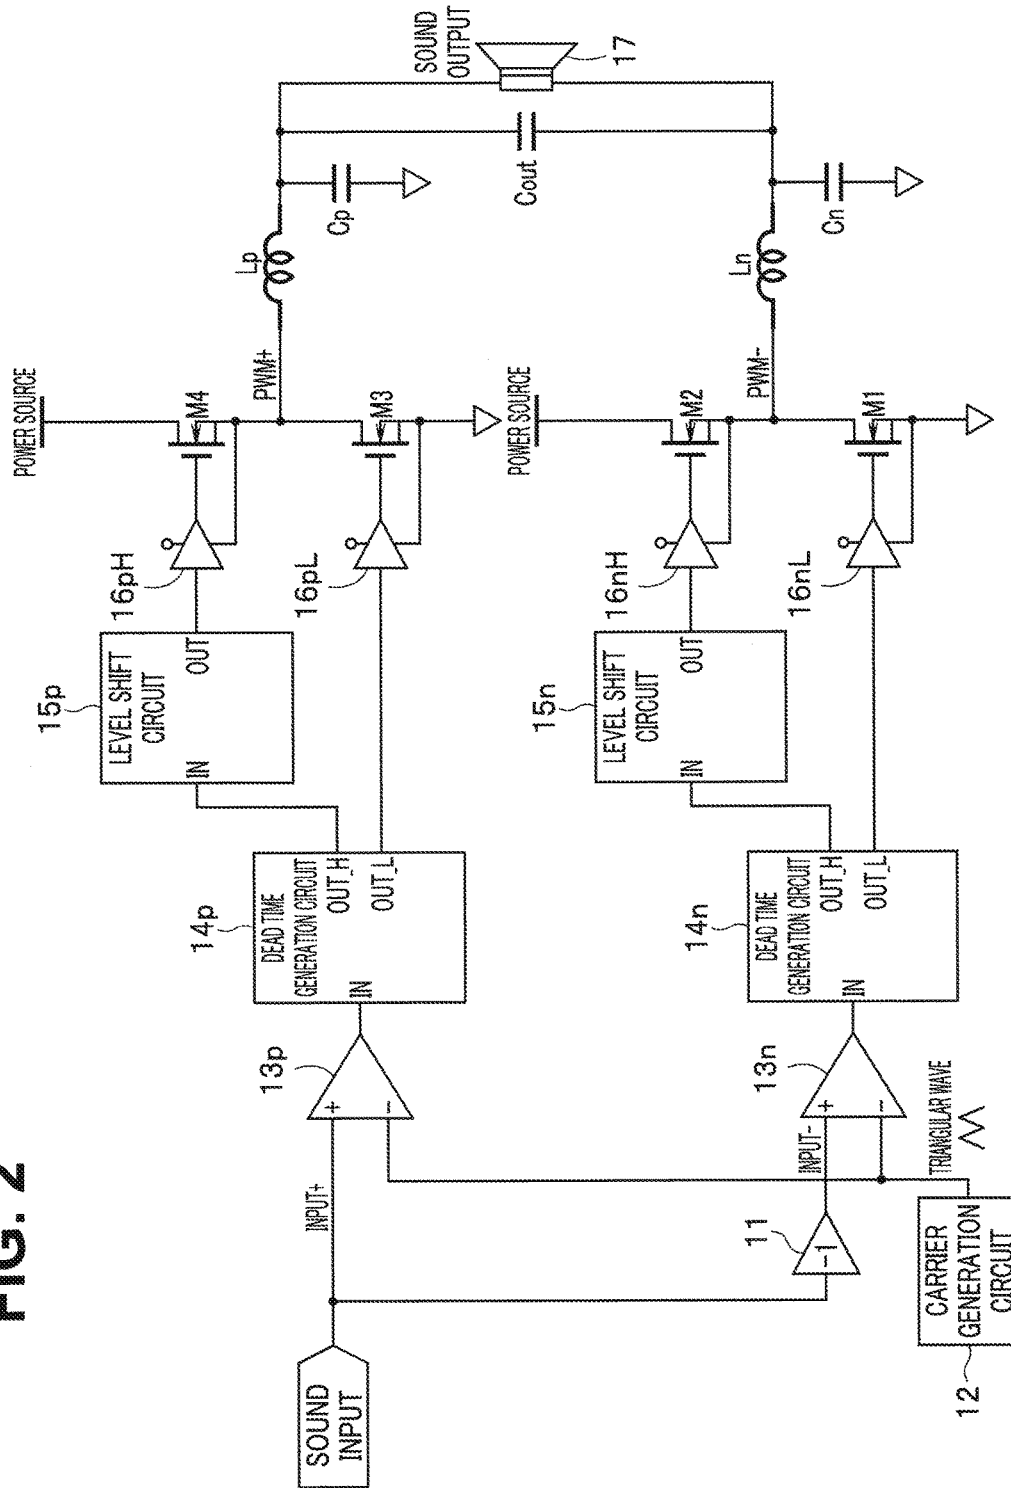 FIG. 2
SOUND
INPUT
INPUT+
INPUT-
11
CARRIER
GENERATION
CIRCUIT
12
TRIANGULAR WAVE
+
−
13p
+
−
13n
14p
DEAD TIME
GENERATION CIRCUIT
IN
OUT_H
OUT_L
14n
DEAD TIME
GENERATION CIRCUIT
IN
OUT_H
OUT_L
15p
LEVEL SHIFT
CIRCUIT
IN
OUT
15n
LEVEL SHIFT
CIRCUIT
IN
OUT
16pH
16pL
16nH
16nL
POWER SOURCE
M4
M3
PWM+
POWER SOURCE
M2
M1
PWM-
Lp
Cp
Ln
Cn
Cout
SOUND
OUTPUT
17
−1